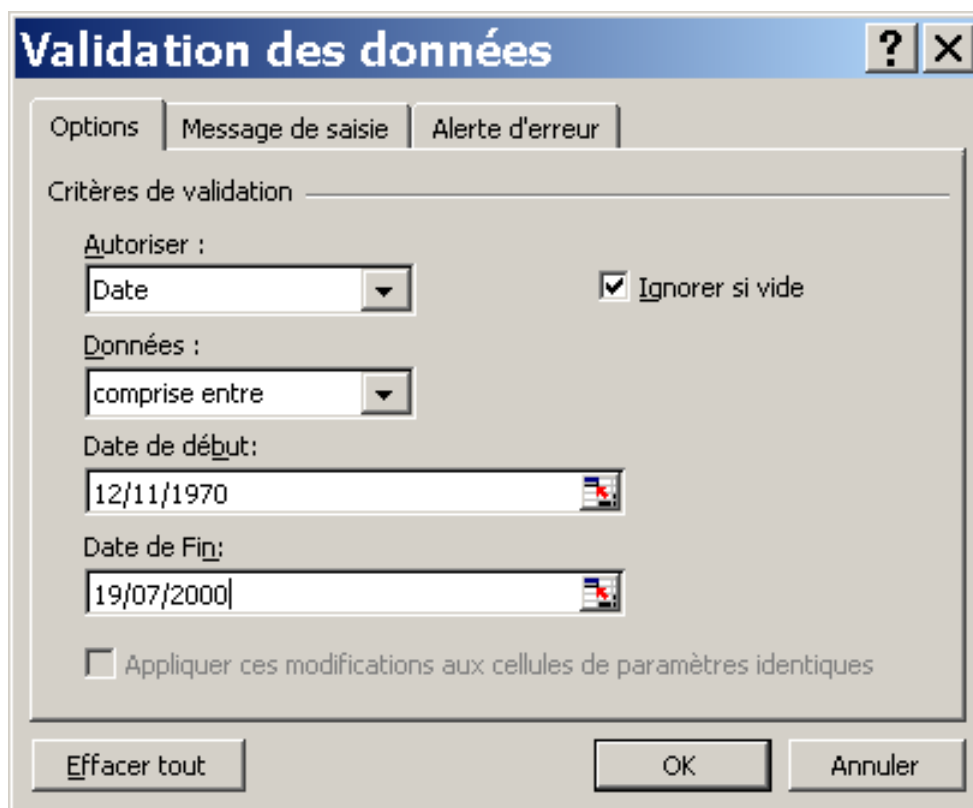 Validation des données
Options Message de saisie Alerte d'erreur
Critères de validation
Autoriser :
Date
Ignorer si vide
Données :
comprise entre
Date de début:
12/11/1970
Date de Fin:
19/07/2000
Appliquer ces modifications aux cellules de paramètres identiques
Effacer tout OK Annuler